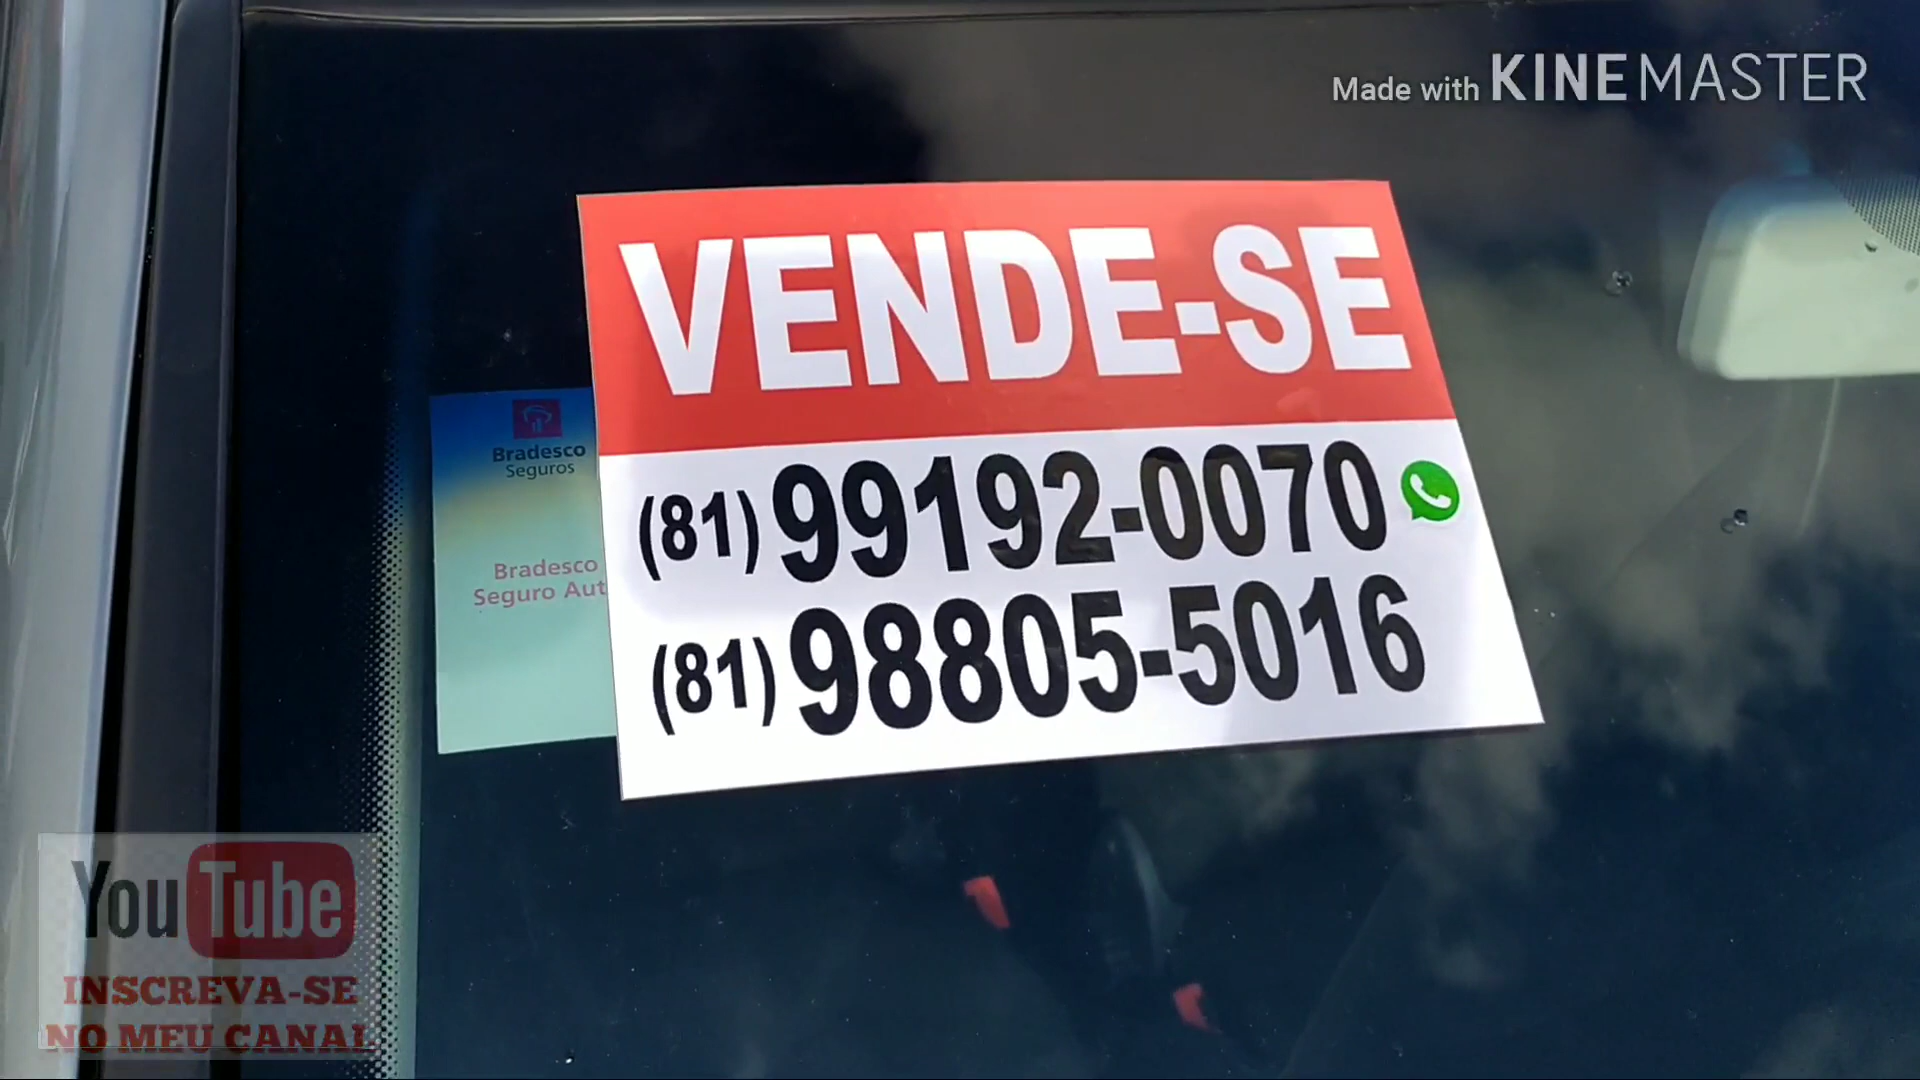 Made with KINEMASTER
VENDE-SE
(81) 99192-0070
(81) 98805-5016
Bradesco
Seguros
Bradesco
Seguro Aut
YouTube
INSCREVA-SE
NO MEU CANAL